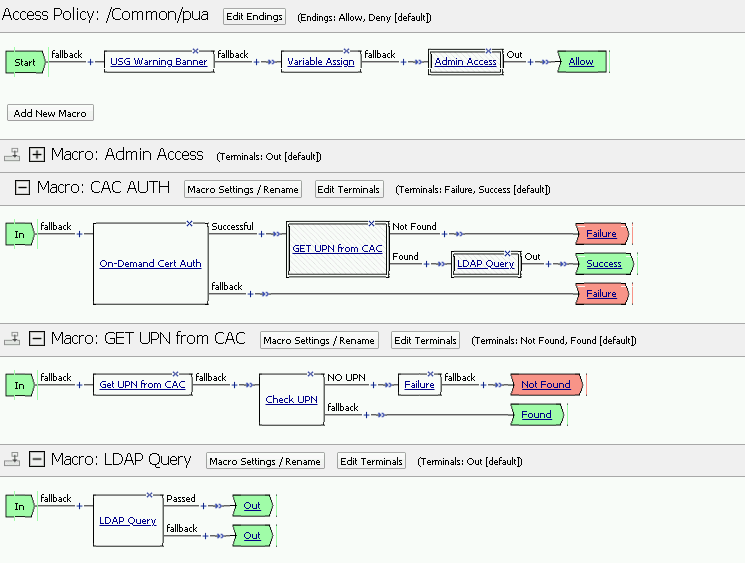 Access Policy: /Common/pua Edit Endings (Endings: Allow, Deny [default])
Start fallback + USG Warning Banner fallback + Variable Assign fallback + Admin Access Out + Allow
Add New Macro
Macro: Admin Access (Terminals: Out [default])
Macro: CAC AUTH Macro Settings / Rename Edit Terminals (Terminals: Failure, Success [default])
In fallback + On-Demand Cert Auth Successful + GET UPN from CAC Not Found + Failure
Found + LDAP Query Out + Success
fallback + Failure
Macro: GET UPN from CAC Macro Settings / Rename Edit Terminals (Terminals: Not Found, Found [default])
In fallback + Get UPN from CAC fallback + Check UPN NO UPN + Failure fallback + Not Found
fallback + Found
Macro: LDAP Query Macro Settings / Rename Edit Terminals (Terminals: Out [default])
In fallback + LDAP Query Passed + Out
fallback + Out